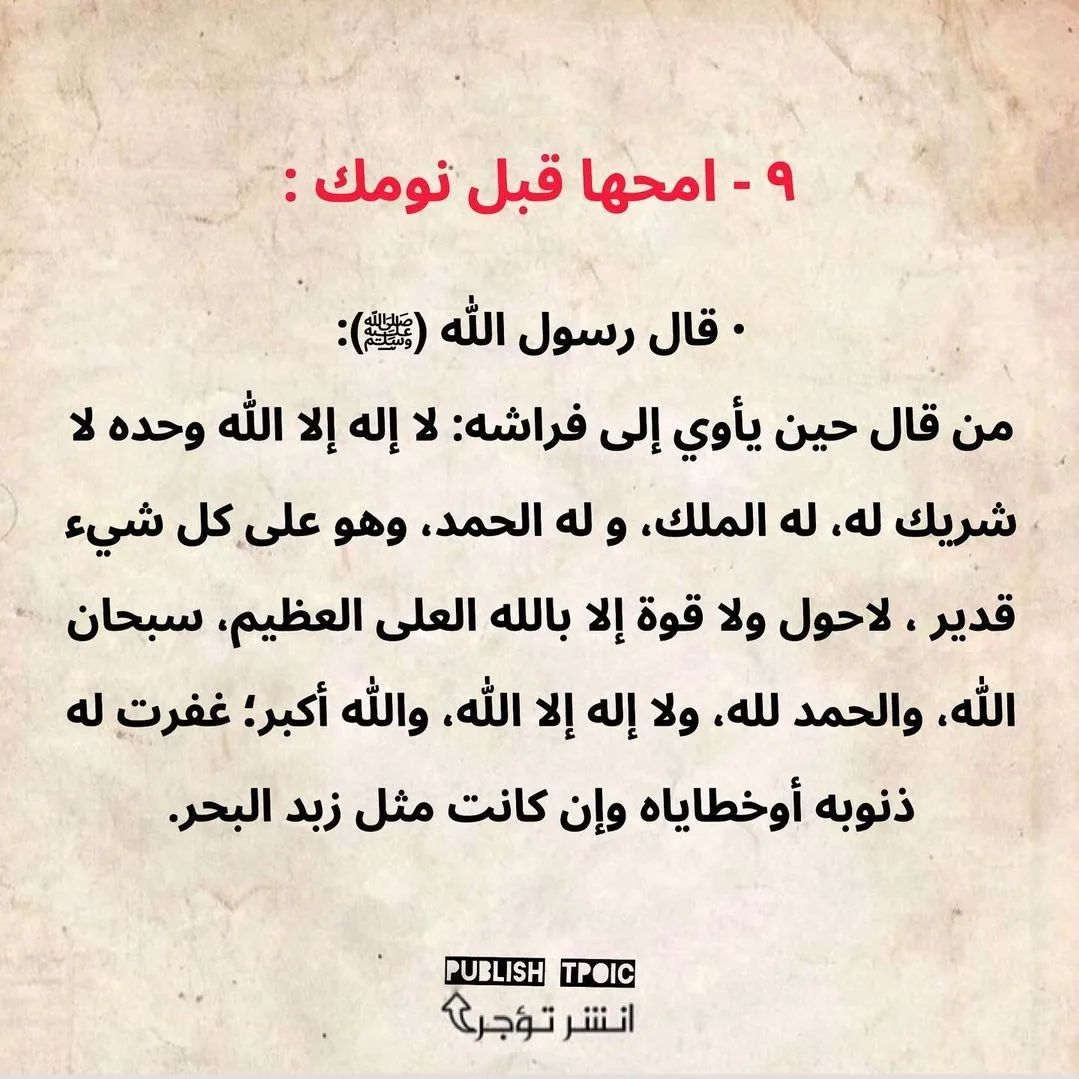 ٩ - امحها قبل نومك :
• قال رسول الله (ﷺ):
من قال حين يأوي إلى فراشه: لا إله إلا الله وحده لا
شريك له، له الملك، و له الحمد، وهو على كل شيء
قدير ، لاحول ولا قوة إلا بالله العلى العظيم، سبحان
الله، والحمد لله، ولا إله إلا الله، والله أكبر؛ غفرت له
ذنوبه أوخطاياه وإن كانت مثل زبد البحر.
PUBLISH TPOIC
انشر تؤجر